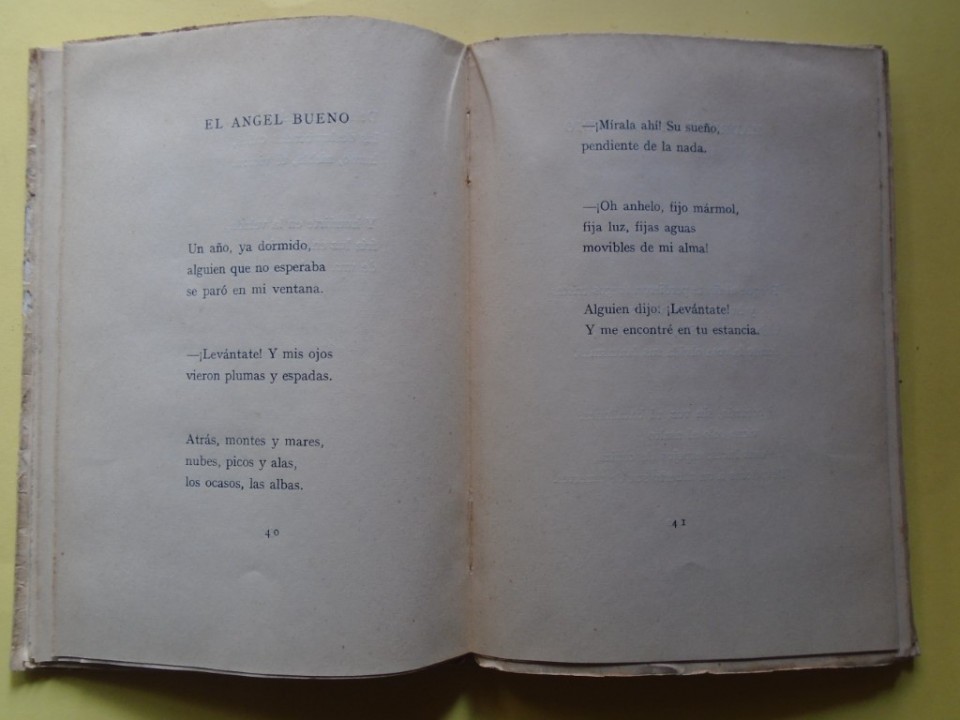 EL ANGEL BUENO
Un año, ya dormido,
alguien que no esperaba
se paró en mi ventana.
—¡Levántate! Y mis ojos
vieron plumas y espadas.
Atrás, montes y mares,
nubes, picos y alas,
los ocasos, las albas.
40
—¡Mírala ahí! Su sueño,
pendiente de la nada.
—¡Oh anhelo, fijo mármol,
fija luz, fijas aguas
movibles de mi alma!
Alguien dijo: ¡Levántate!
Y me encontré en tu estancia.
41